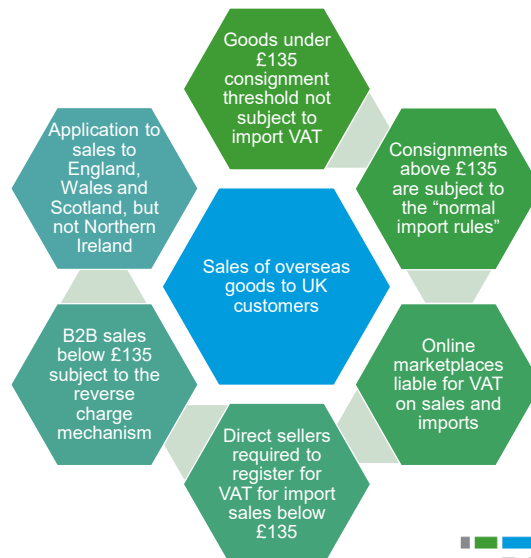 Goods under
£135
consignment
threshold not
subject to
import VAT
Consignments
above £135
are subject to
the “normal
import rules”
Online
marketplaces
liable for VAT
on sales and
imports
Direct sellers
required to
register for
VAT for import
sales below
£135
B2B sales
below £135
subject to the
reverse
charge
mechanism
Application to
sales to
England,
Wales and
Scotland, but
not Northern
Ireland
Sales of overseas
goods to UK
customers